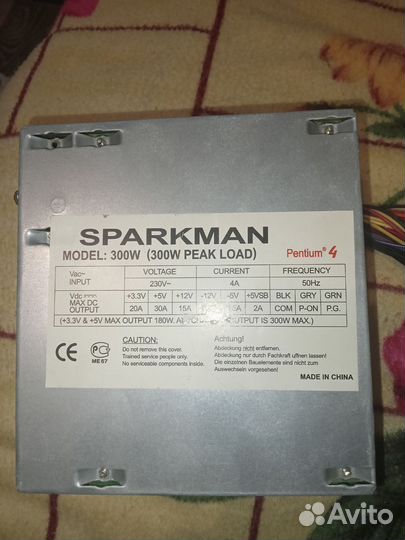 SPARKMAN
MODEL: 300W (300W PEAK LOAD) Pentium® 4
Vac~ INPUT VOLTAGE CURRENT FREQUENCY
230V~ 4A 50Hz
Vdc MAX DC OUTPUT +3.3V +5V +12V -12V -5V +5VSB BLK GRY GRN
20A 30A 15A 2A COM P-ON P.G.
(+3.3V & +5V MAX OUTPUT 180W. OUTPUT IS 300W MAX.)
CE
РС
ME67
CAUTION:
Do not remove this cover.
Trained service people only.
No serviceable components inside.
ACHTUNG:
Abdeckung nicht entfernen.
Abdeckung nur durch Fachkraft uffnen lassen!
Die einzelnen Bauelemente sind nicht zum
Auswechseln vorgesehen.
MADE IN CHINA
Avito